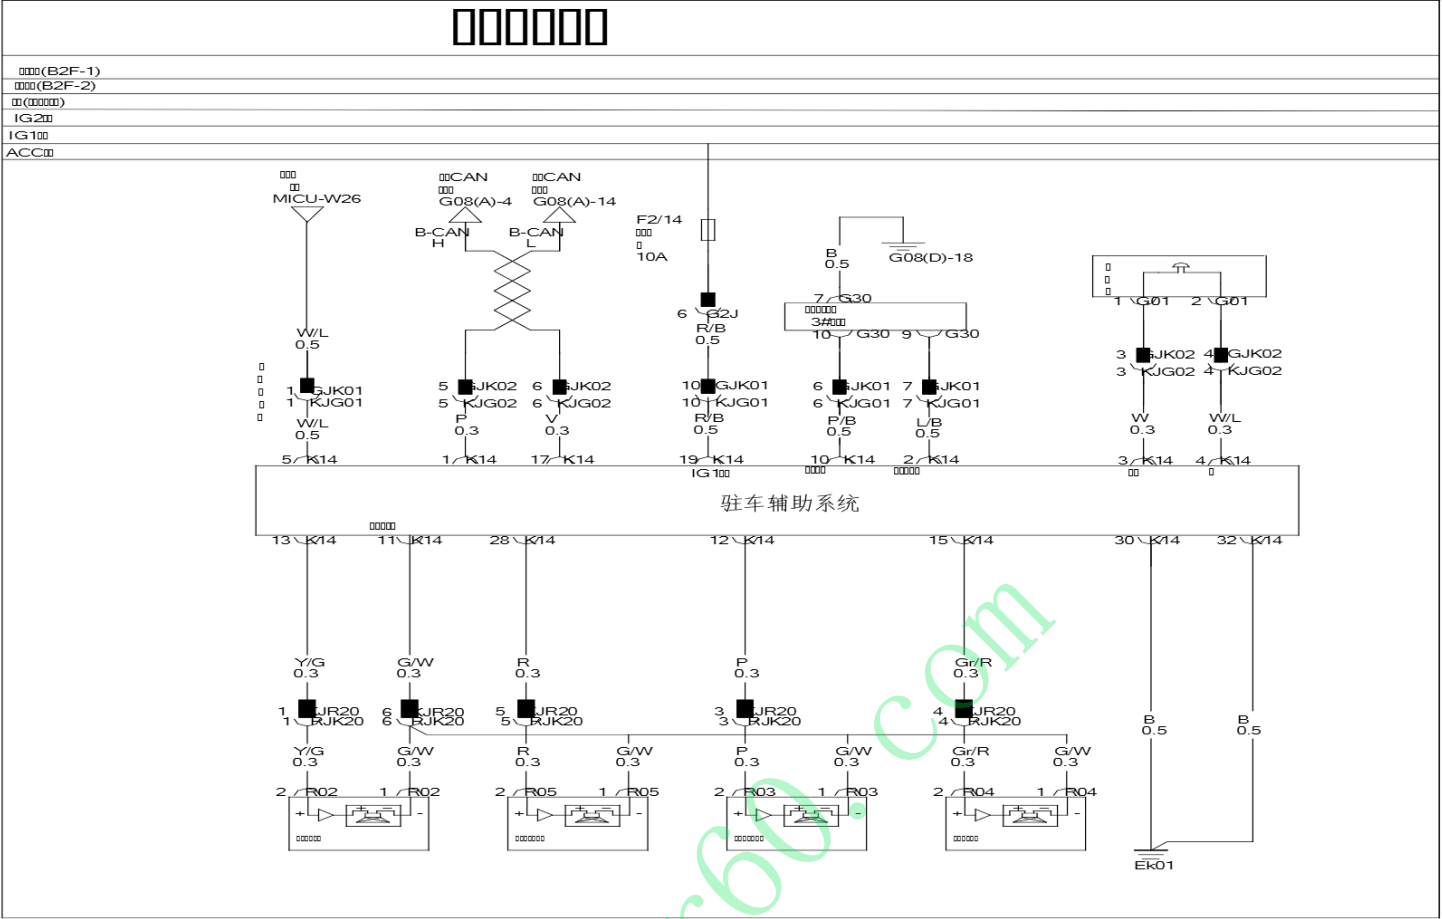 (B2F-1)
(B2F-2)
IG2
IG1
ACC
MICU-W26
CAN
G08(A)-4
CAN
G08(A)-14
B-CAN
H
B-CAN
L
F2/14
10A
B
0.5
G08(D)-18
7 G30
3#
10 G30 9 G30
1 G01 2 G01
6 G2J
R/B
0.5
W/L
0.5
1 GJK01
1 KJG01
5 GJK02
5 KJG02
6 GJK02
6 KJG02
10 GJK01
10 KJG01
6 GJK01
6 KJG01
7 GJK01
7 KJG01
3 GJK02
3 KJG02
4 GJK02
4 KJG02
W/L
0.5
P
0.3
V
0.3
R/B
0.5
P/B
0.5
L/B
0.5
W
0.3
W/L
0.3
5 K14 1 K14 17 K14 19 K14 10 K14 2 K14 3 K14 4 K14
IG1
驻车辅助系统
13 K14 11 K14 28 K14 12 K14 15 K14 30 K14 32 K14
Y/G
0.3
G/W
0.3
R
0.3
P
0.3
Gr/R
0.3
1 KJR20
1 RJK20
6 KJR20
6 RJK20
5 KJR20
5 RJK20
3 KJR20
3 RJK20
4 KJR20
4 RJK20
B
0.5
B
0.5
Y/G
0.3
G/W
0.3
R
0.3
G/W
0.3
P
0.3
G/W
0.3
Gr/R
0.3
G/W
0.3
2 R02 1 R02 2 R05 1 R05 2 R03 1 R03 2 R04 1 R04
+ + - -
+ + - -
+ + - -
+ + - -
Ek01
r60.com